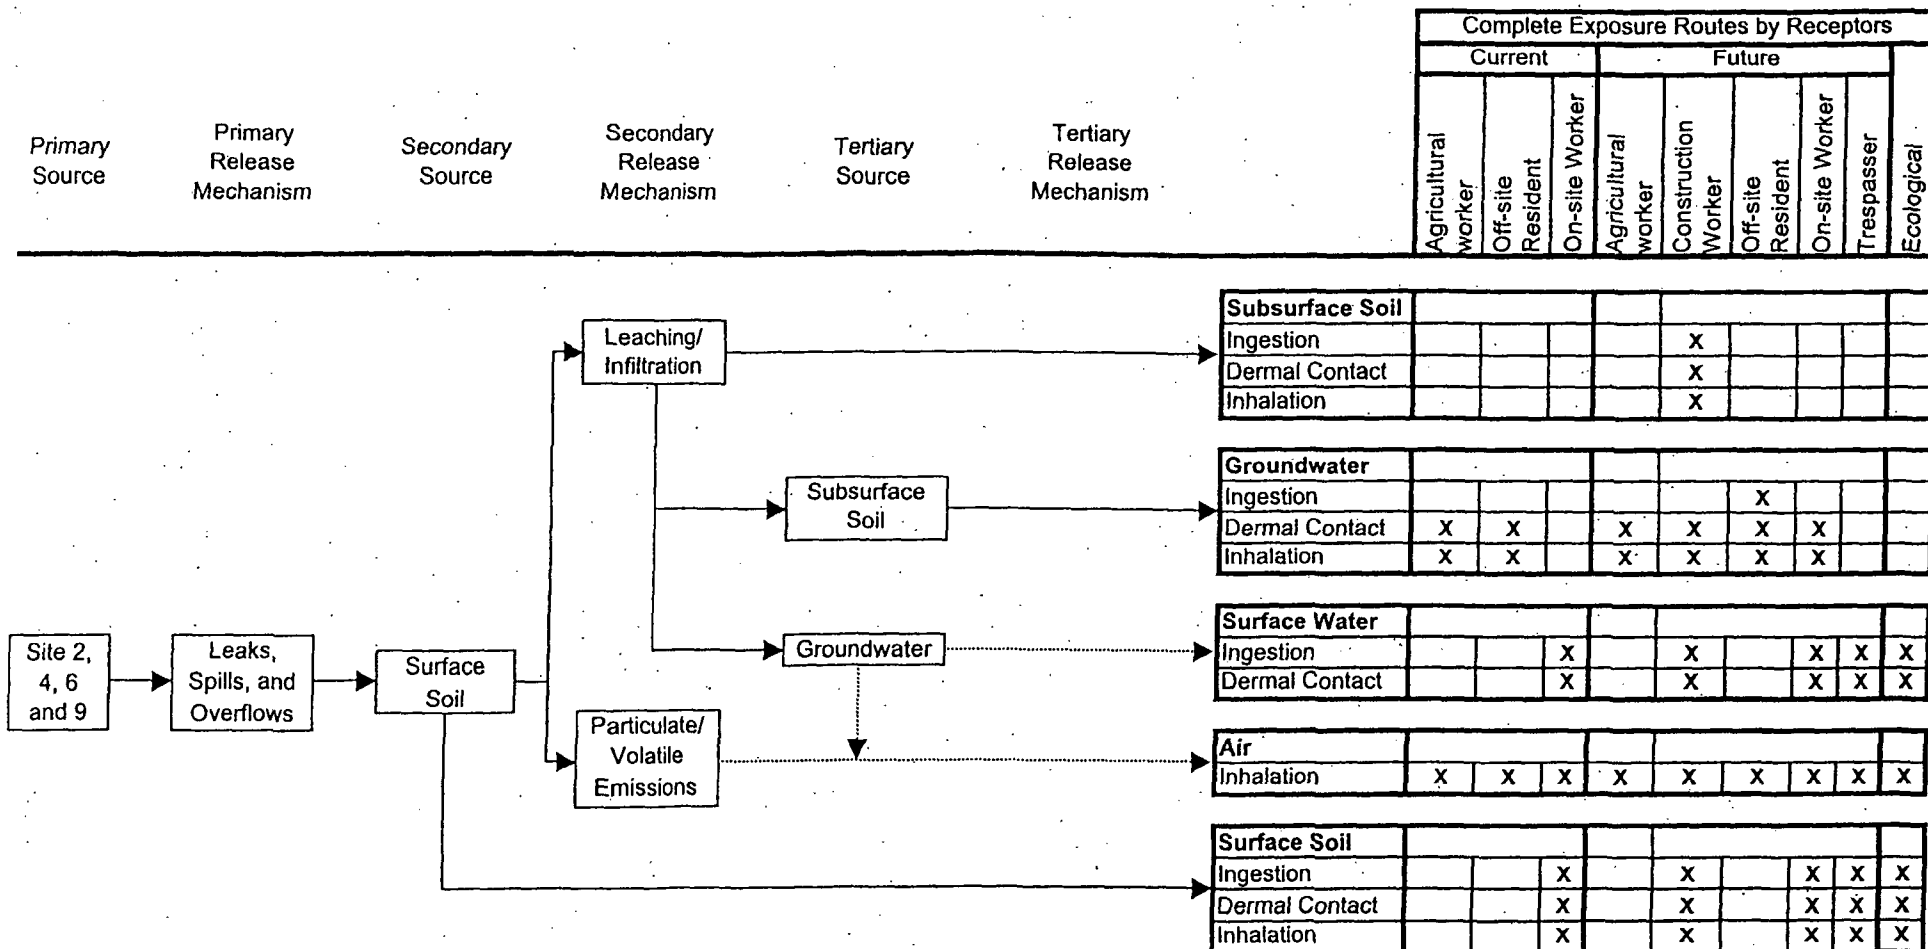 Complete Exposure Routes by Receptors
Current
Future
Primary
Source
Primary
Release
Mechanism
Secondary
Source
Secondary
Release
Mechanism
Tertiary
Source
Tertiary
Release
Mechanism
Agricultural
worker
Off-site
Resident
On-site Worker
Agricultural
worker
Construction
Worker
Off-site
Resident
On-site Worker
Trespasser
Ecological
Leaching/
Infiltration
Subsurface Soil
Ingestion X
Dermal Contact X
Inhalation X
Subsurface
Soil
Groundwater
Ingestion X
Dermal Contact X X X X X X
Inhalation X X X X X X
Site 2,
4, 6
and 9
Leaks,
Spills, and
Overflows
Surface
Soil
Groundwater
Surface Water
Ingestion X X X X X
Dermal Contact X X X X X
Particulate/
Volatile
Emissions
Air
Inhalation X X X X X X X X X
Surface Soil
Ingestion X X X X X
Dermal Contact X X X X X
Inhalation X X X X X